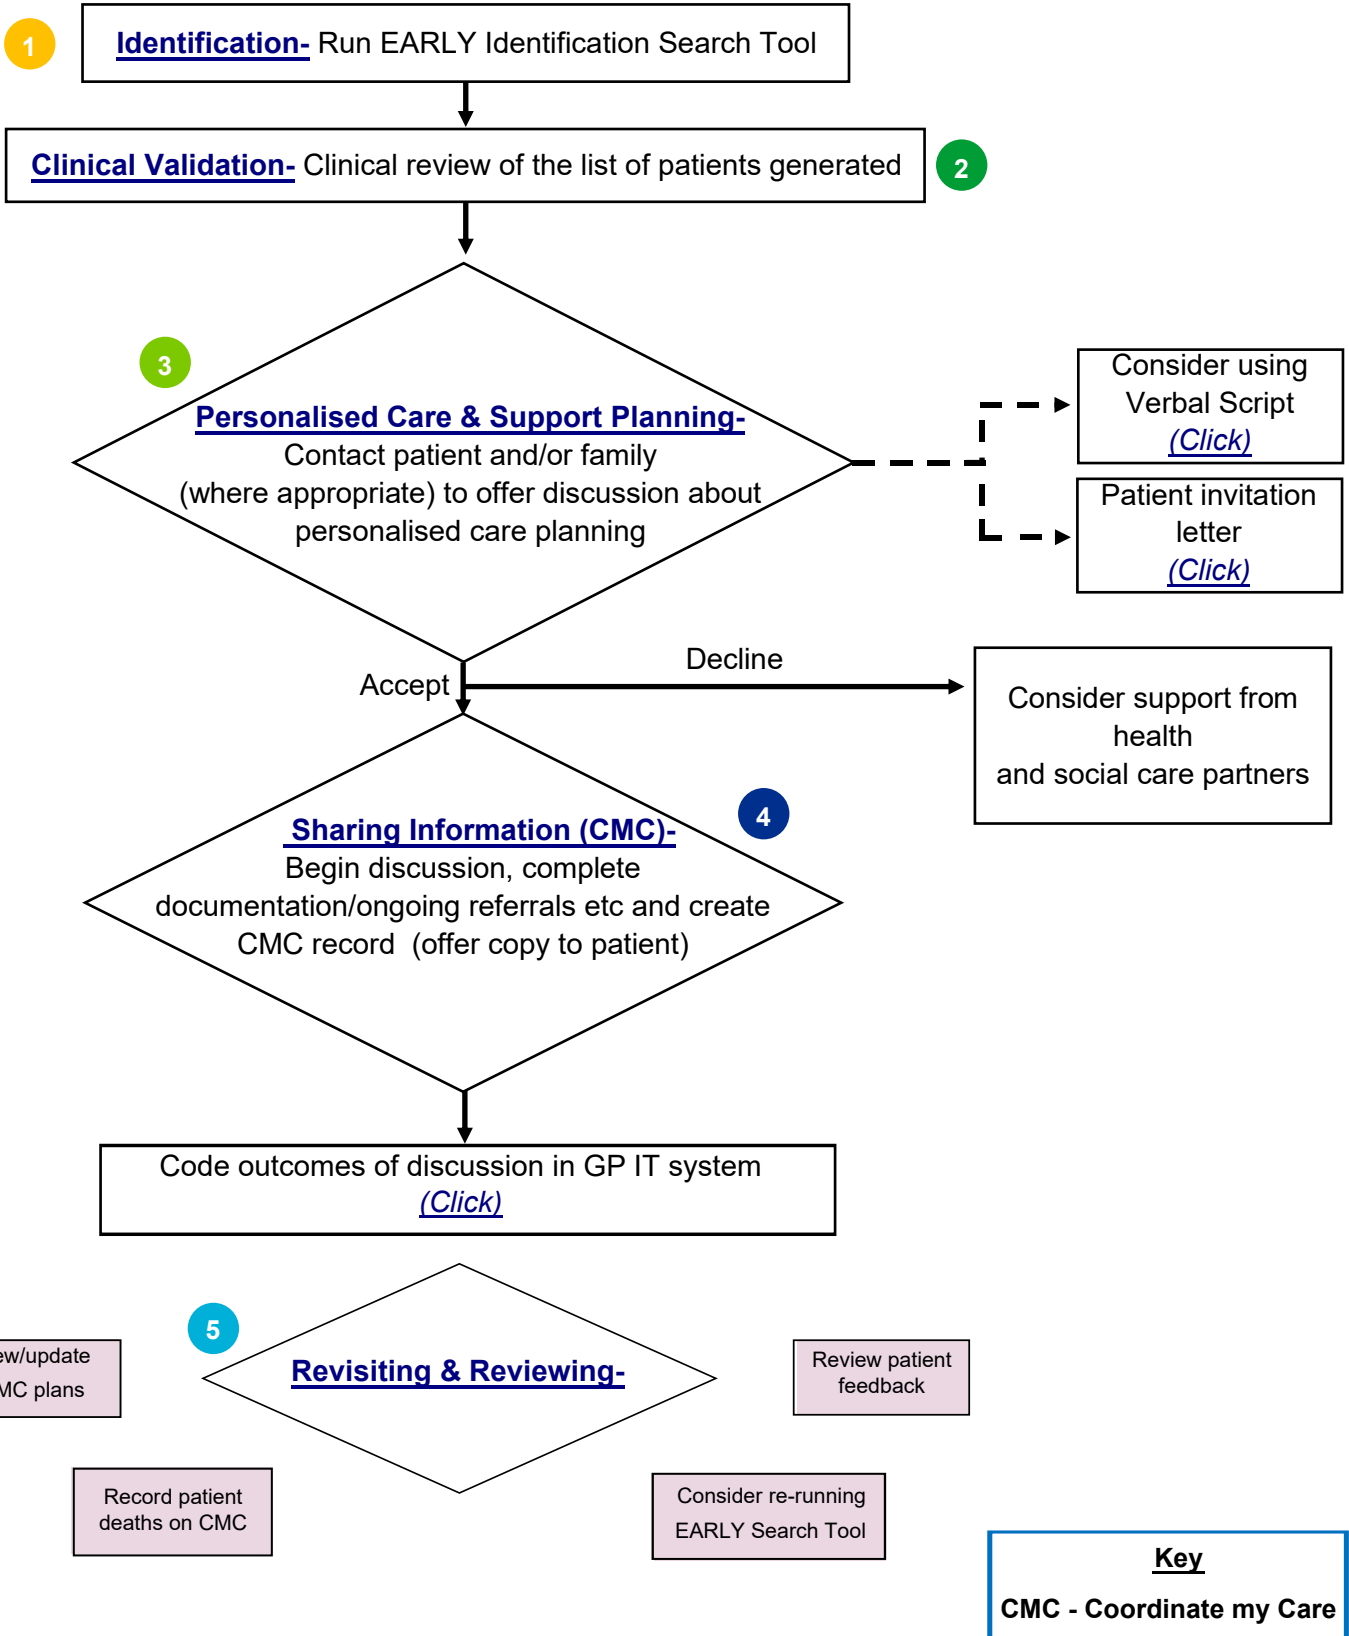 1
Identification- Run EARLY Identification Search Tool
Clinical Validation- Clinical review of the list of patients generated
2
3
Personalised Care & Support Planning-
Contact patient and/or family
(where appropriate) to offer discussion about
personalised care planning
Consider using
Verbal Script
(Click)
Patient invitation
letter
(Click)
Decline
Accept
Consider support from
health
and social care partners
4
Sharing Information (CMC)-
Begin discussion, complete
documentation/ongoing referrals etc and create
CMC record (offer copy to patient)
Code outcomes of discussion in GP IT system
(Click)
5
Revisiting & Reviewing-
ew/update
MC plans
Record patient
deaths on CMC
Review patient
feedback
Consider re-running
EARLY Search Tool
Key
CMC - Coordinate my Care